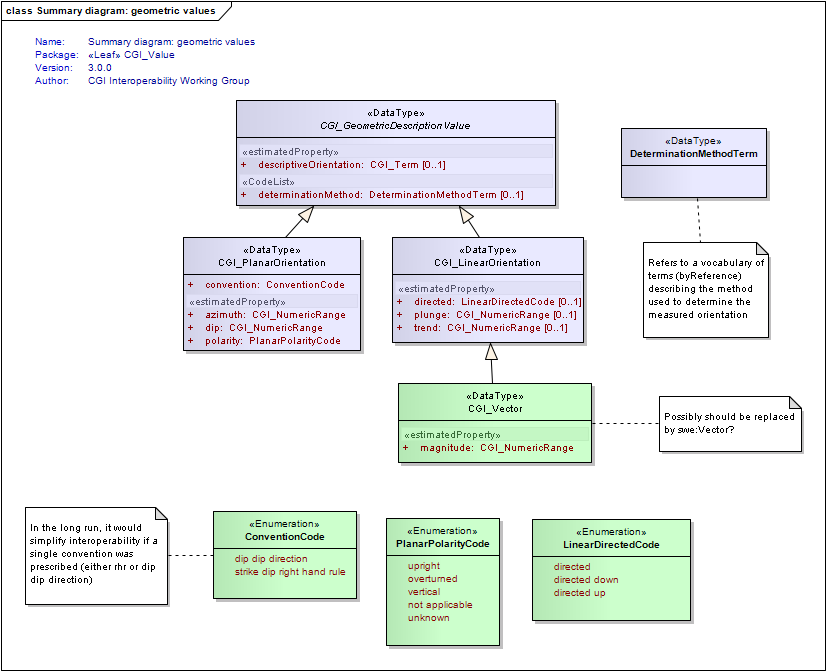 class Summary diagram: geometric values
Name: Summary diagram: geometric values
Package: «Leaf» CGI_Value
Version: 3.0.0
Author: CGI Interoperability Working Group
«DataType»
CGI_GeometricDescriptionValue
«estimatedProperty»
+ descriptiveOrientation: CGI_Term [0..1]
«CodeList»
+ determinationMethod: DeterminationMethodTerm [0..1]
«DataType»
DeterminationMethodTerm
Refers to a vocabulary of
terms (byReference)
describing the method
used to determine the
measured orientation
«DataType»
CGI_PlanarOrientation
+ convention: ConventionCode
«estimatedProperty»
+ azimuth: CGI_NumericRange
+ dip: CGI_NumericRange
+ polarity: PlanarPolarityCode
«DataType»
CGI_LinearOrientation
«estimatedProperty»
+ directed: LinearDirectedCode [0..1]
+ plunge: CGI_NumericRange [0..1]
+ trend: CGI_NumericRange [0..1]
«DataType»
CGI_Vector
«estimatedProperty»
+ magnitude: CGI_NumericRange
Possibly should be replaced
by swe:Vector?
In the long run, it would
simplify interoperability if a
single convention was
prescribed (either rhr or dip
dip direction)
«Enumeration»
ConventionCode
dip dip direction
strike dip right hand rule
«Enumeration»
PlanarPolarityCode
upright
overturned
vertical
not applicable
unknown
«Enumeration»
LinearDirectedCode
directed
directed down
directed up